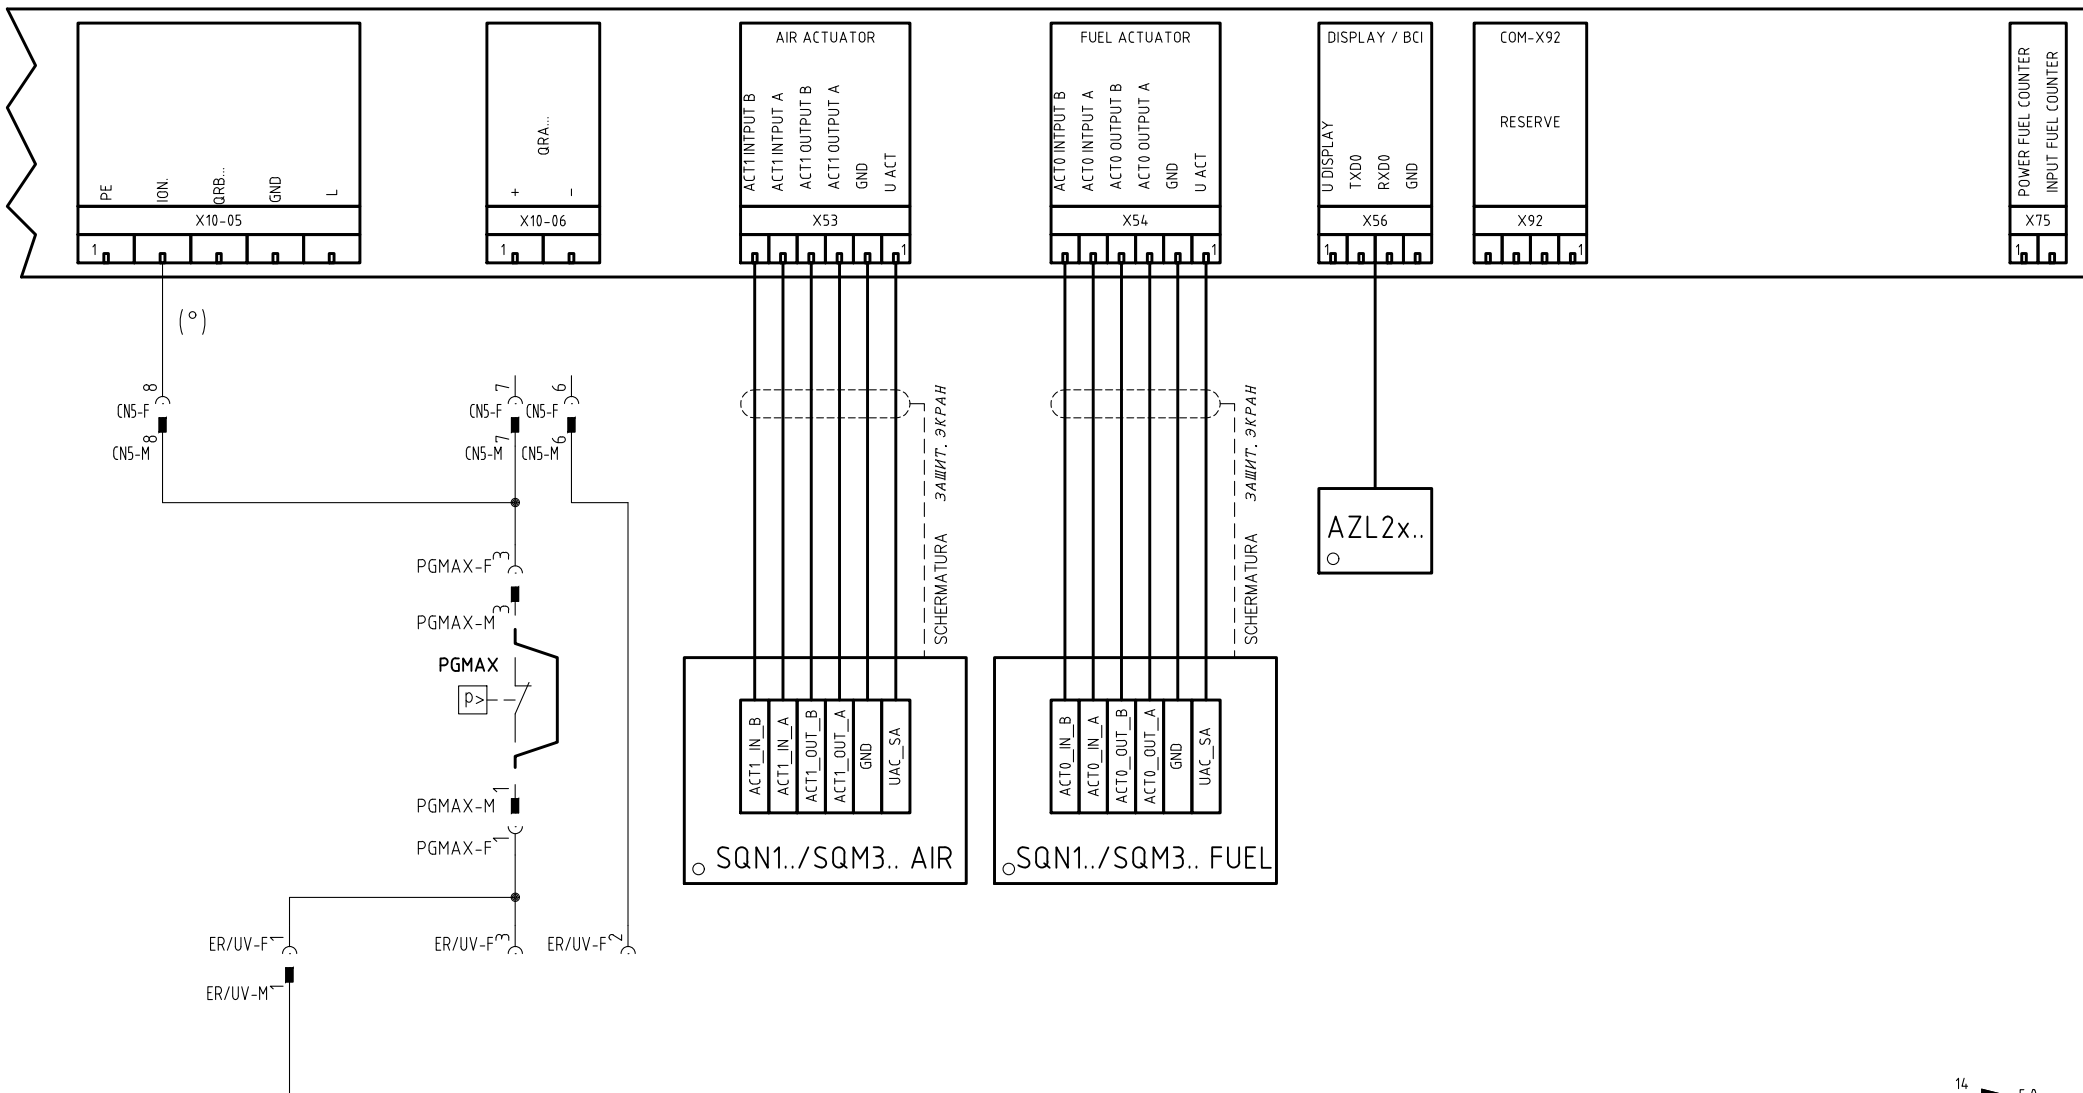 PE
ION.
QRB...
GND
L
X10-05
1
+
QRA...
-
X10-06
1
AIR ACTUATOR
ACT1 INTPUT B
ACT1 INTPUT A
ACT1 OUTPUT B
ACT1 OUTPUT A
GND
U ACT
X53
1
FUEL ACTUATOR
ACT0 INTPUT B
ACT0 INTPUT A
ACT0 OUTPUT B
ACT0 OUTPUT A
GND
U ACT
X54
1
DISPLAY / BCI
U DISPLAY
TXD0
RXD0
GND
X56
1
COM-X92
RESERVE
X92
1
POWER FUEL COUNTER
INPUT FUEL COUNTER
X75
1
(°)
CN5-F 8
CN5-M 8
CN5-F 7
CN5-M 7
CN5-F 6
CN5-M 6
SCHERMATURA ЗАЩИТ. ЭКРАН
SCHERMATURA ЗАЩИТ. ЭКРАН
AZL2x..
PGMAX-F 3
PGMAX-M 3
PGMAX
p>
PGMAX-M 1
PGMAX-F 1
ACT1_IN_B
ACT1_IN_A
ACT1_OUT_B
ACT1_OUT_A
GND
UAC_SA
SQN1../SQM3.. AIR
ACT0_IN_B
ACT0_IN_A
ACT0_OUT_B
ACT0_OUT_A
GND
UAC_SA
SQN1../SQM3.. FUEL
ER/UV-F 1
ER/UV-M 1
ER/UV-F 3
ER/UV-F 2
14